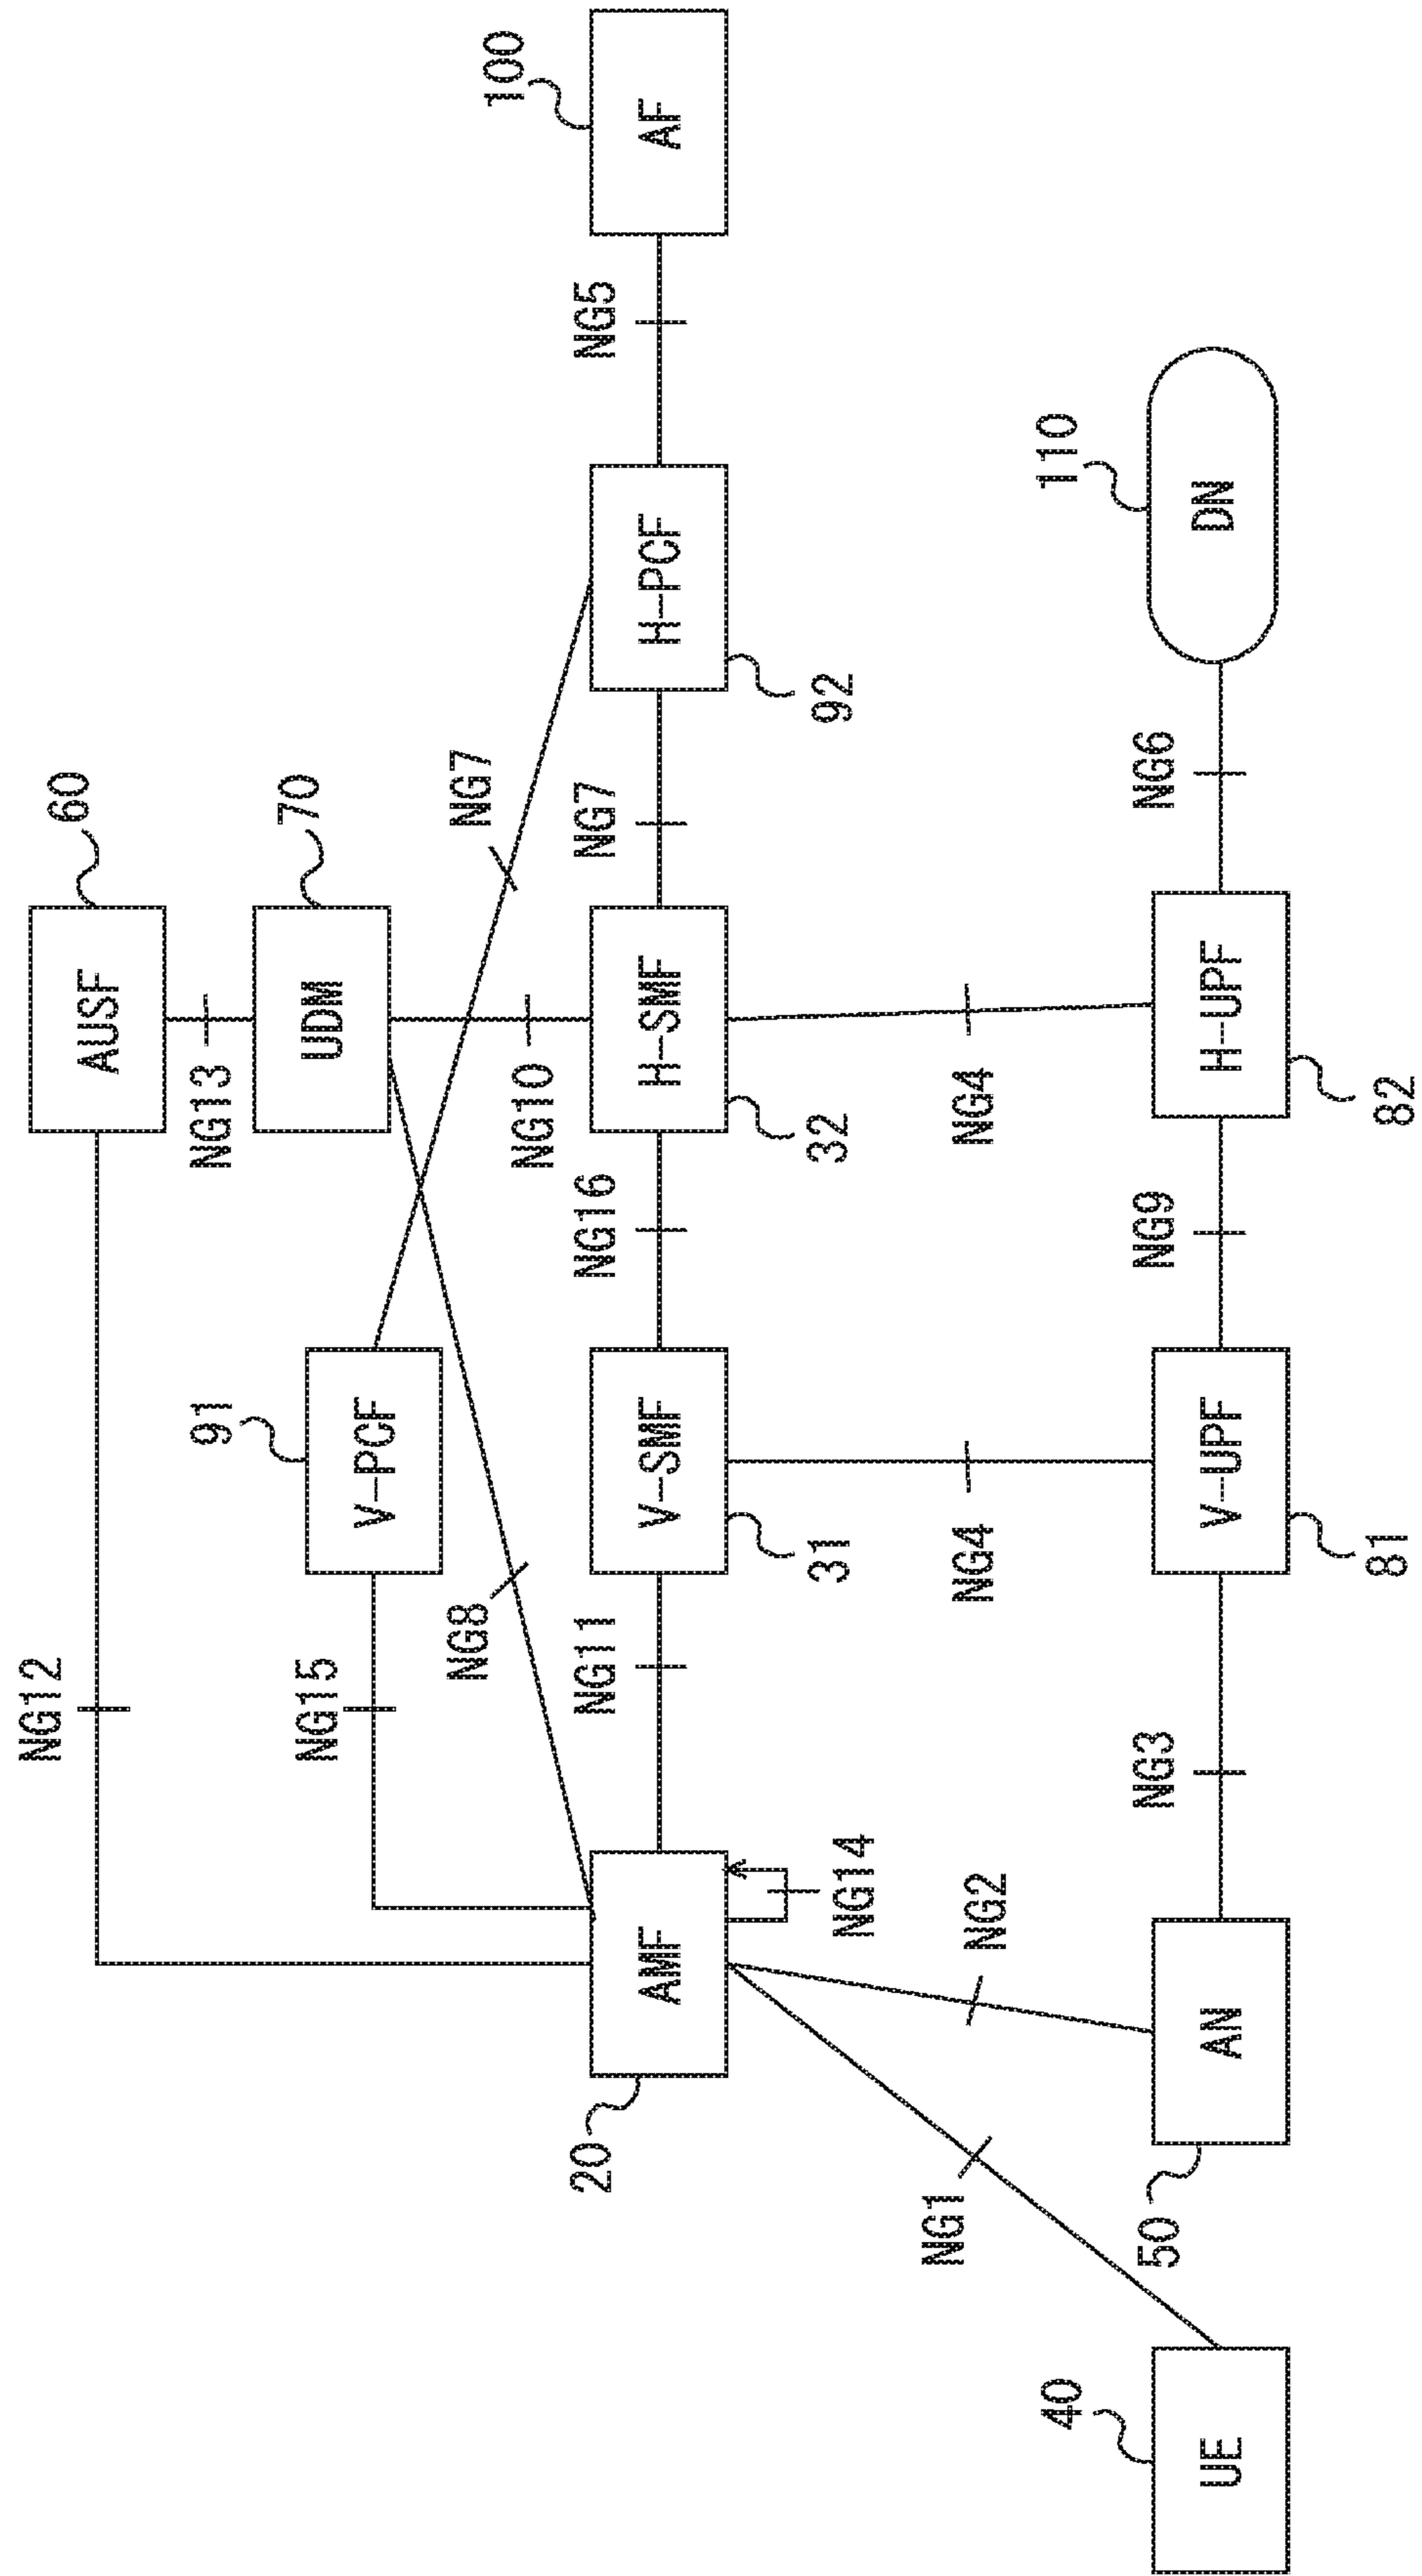 NG12
AUSF
60
NG13
NG15
91
V-PCF
UDM
70
NG8
NG10
NG7
20
AMF
NG14
NG11
V-SMF
31
NG16
H-SMF
32
NG7
H-PCF
92
NG5
AF
100
NG1
NG2
NG4
NG4
40
UE
50
AN
NG3
V-UPF
81
NG9
H-UPF
82
NG6
DN
110